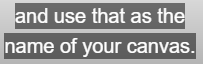 and use that as the
name of your canvas.